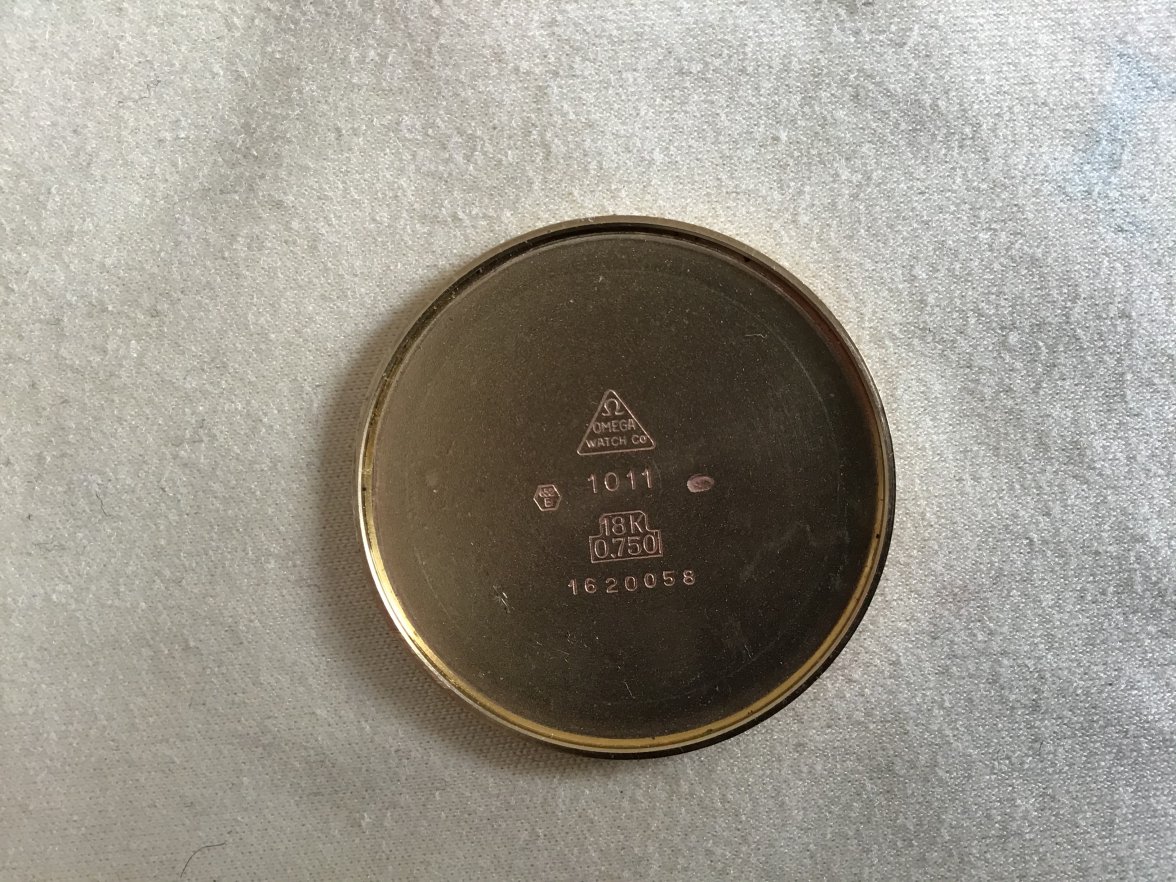 Ω
OMEGA
WATCH Co
1011
18K
0.750
1620058